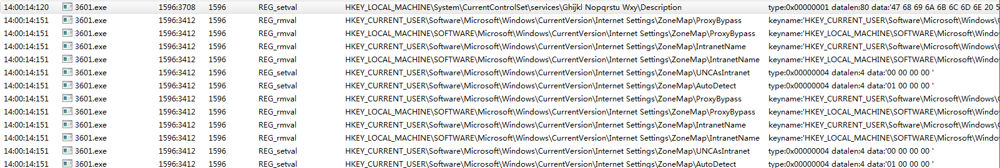 14:00:14:120 3601.exe 1596:3708 1596 REG_setval HKEY_LOCAL_MACHINE\System\CurrentControlSet\services\Ghijkl Nopqrstu Wxy\Description type:0x00000001 datalen:80 data:'47 68 69 6A 6B 6C 6D 6E 20 5
14:00:14:151 3601.exe 1596:3412 1596 REG_rmval HKEY_CURRENT_USER\Software\Microsoft\Windows\CurrentVersion\Internet Settings\ZoneMap\ProxyBypass keyname:'HKEY_CURRENT_USER\Software\Microsoft\Windows\C
14:00:14:151 3601.exe 1596:3412 1596 REG_rmval HKEY_LOCAL_MACHINE\SOFTWARE\Microsoft\Windows\CurrentVersion\Internet Settings\ZoneMap\ProxyBypass keyname:'HKEY_LOCAL_MACHINE\SOFTWARE\Microsoft\Windo
14:00:14:151 3601.exe 1596:3412 1596 REG_rmval HKEY_CURRENT_USER\Software\Microsoft\Windows\CurrentVersion\Internet Settings\ZoneMap\IntranetName keyname:'HKEY_CURRENT_USER\Software\Microsoft\Windows\C
14:00:14:151 3601.exe 1596:3412 1596 REG_rmval HKEY_LOCAL_MACHINE\SOFTWARE\Microsoft\Windows\CurrentVersion\Internet Settings\ZoneMap\IntranetName keyname:'HKEY_LOCAL_MACHINE\SOFTWARE\Microsoft\Windo
14:00:14:151 3601.exe 1596:3412 1596 REG_setval HKEY_CURRENT_USER\Software\Microsoft\Windows\CurrentVersion\Internet Settings\ZoneMap\UNCAsIntranet type:0x00000004 datalen:4 data:'00 00 00 00 '
14:00:14:151 3601.exe 1596:3412 1596 REG_setval HKEY_CURRENT_USER\Software\Microsoft\Windows\CurrentVersion\Internet Settings\ZoneMap\AutoDetect type:0x00000004 datalen:4 data:'01 00 00 00 '
14:00:14:151 3601.exe 1596:3412 1596 REG_rmval HKEY_CURRENT_USER\Software\Microsoft\Windows\CurrentVersion\Internet Settings\ZoneMap\ProxyBypass keyname:'HKEY_CURRENT_USER\Software\Microsoft\Windows\C
14:00:14:151 3601.exe 1596:3412 1596 REG_rmval HKEY_LOCAL_MACHINE\SOFTWARE\Microsoft\Windows\CurrentVersion\Internet Settings\ZoneMap\ProxyBypass keyname:'HKEY_LOCAL_MACHINE\SOFTWARE\Microsoft\Windo
14:00:14:151 3601.exe 1596:3412 1596 REG_rmval HKEY_CURRENT_USER\Software\Microsoft\Windows\CurrentVersion\Internet Settings\ZoneMap\IntranetName keyname:'HKEY_CURRENT_USER\Software\Microsoft\Windows\C
14:00:14:151 3601.exe 1596:3412 1596 REG_rmval HKEY_LOCAL_MACHINE\SOFTWARE\Microsoft\Windows\CurrentVersion\Internet Settings\ZoneMap\IntranetName keyname:'HKEY_LOCAL_MACHINE\SOFTWARE\Microsoft\Windo
14:00:14:151 3601.exe 1596:3412 1596 REG_setval HKEY_CURRENT_USER\Software\Microsoft\Windows\CurrentVersion\Internet Settings\ZoneMap\UNCAsIntranet type:0x00000004 datalen:4 data:'00 00 00 00 '
14:00:14:151 3601.exe 1596:3412 1596 REG_setval HKEY_CURRENT_USER\Software\Microsoft\Windows\CurrentVersion\Internet Settings\ZoneMap\AutoDetect type:0x00000004 datalen:4 data:'01 00 00 00 '